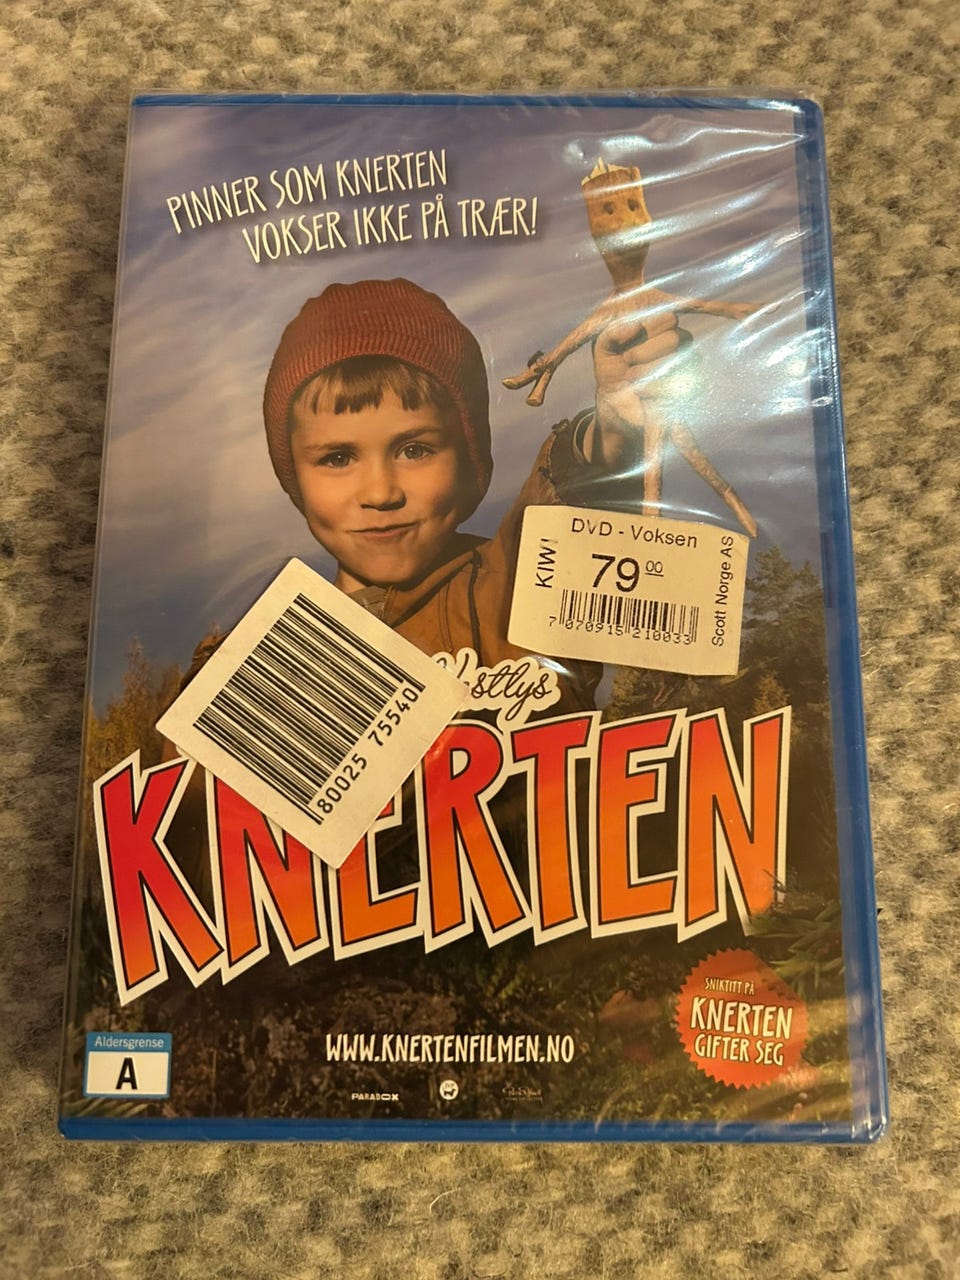 PINNER SOM KNERTEN
VOKSER IKKE PÅ TRÆR!
DVD - Voksen
KIWI
79 00
7 070915 210033
Scott Norge AS
80025 75540
KNERTEN
SNIKTITT PÅ
KNERTEN
GIFTER SEG
WWW.KNERTENFILMEN.NO
Aldersgrense
A
PARADOX